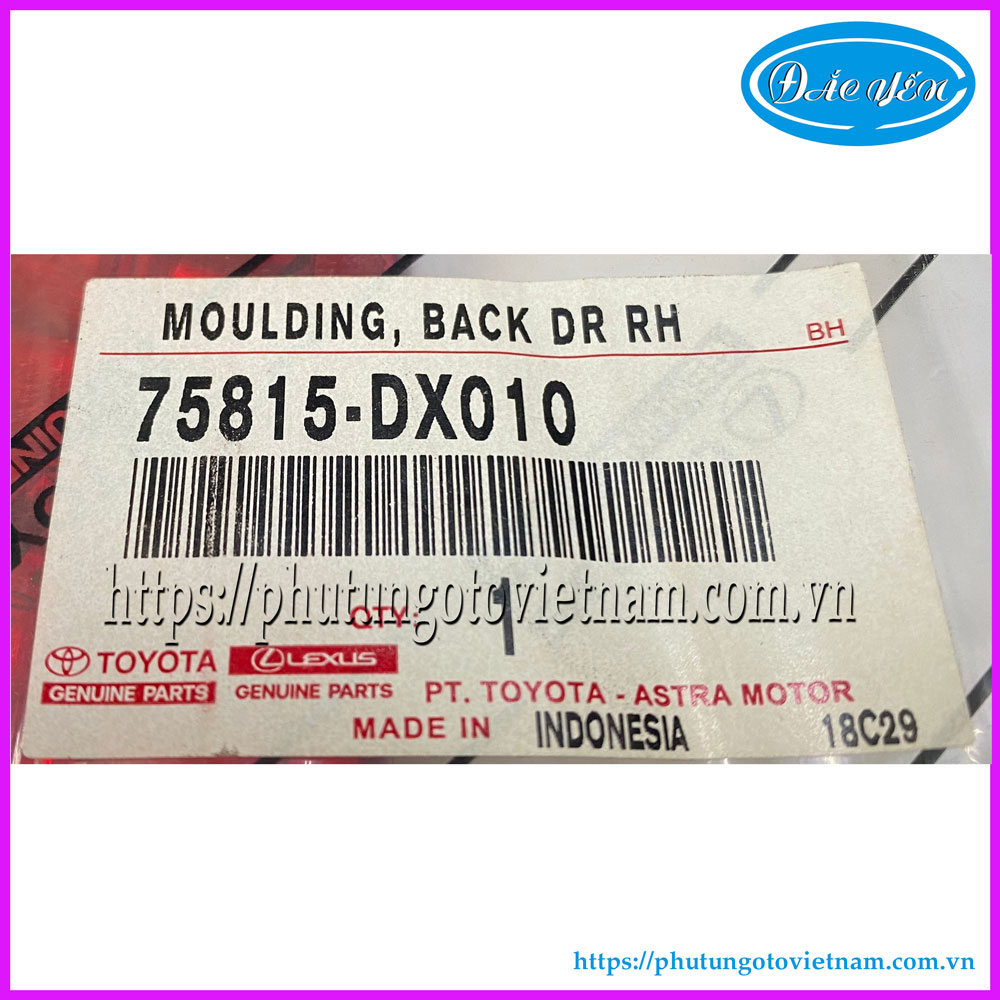 ĐẮC YẾN
MOULDING, BACK DR RH
BH
75815-DX010
https://phutungotovietnam.com.vn
QTY: 1
TOYOTA LEXUS
GENUINE PARTS GENUINE PARTS PT. TOYOTA - ASTRA MOTOR
MADE IN INDONESIA 18C29
https://phutungotovietnam.com.vn